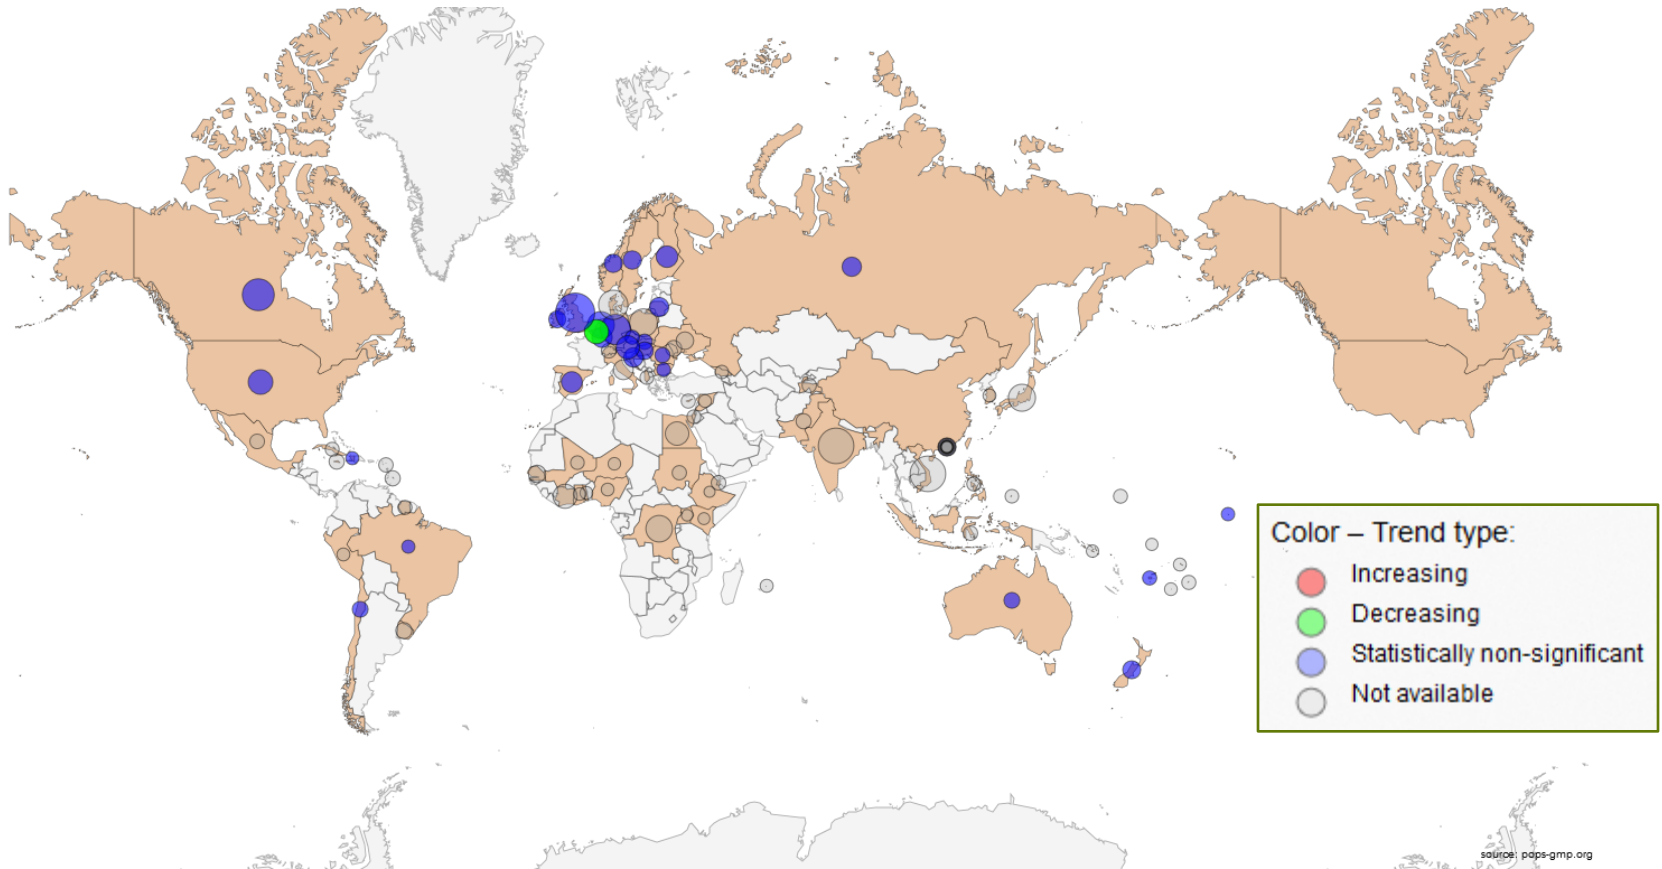 Color – Trend type:
Increasing
Decreasing
Statistically non-significant
Not available
source: pops-gmp.org